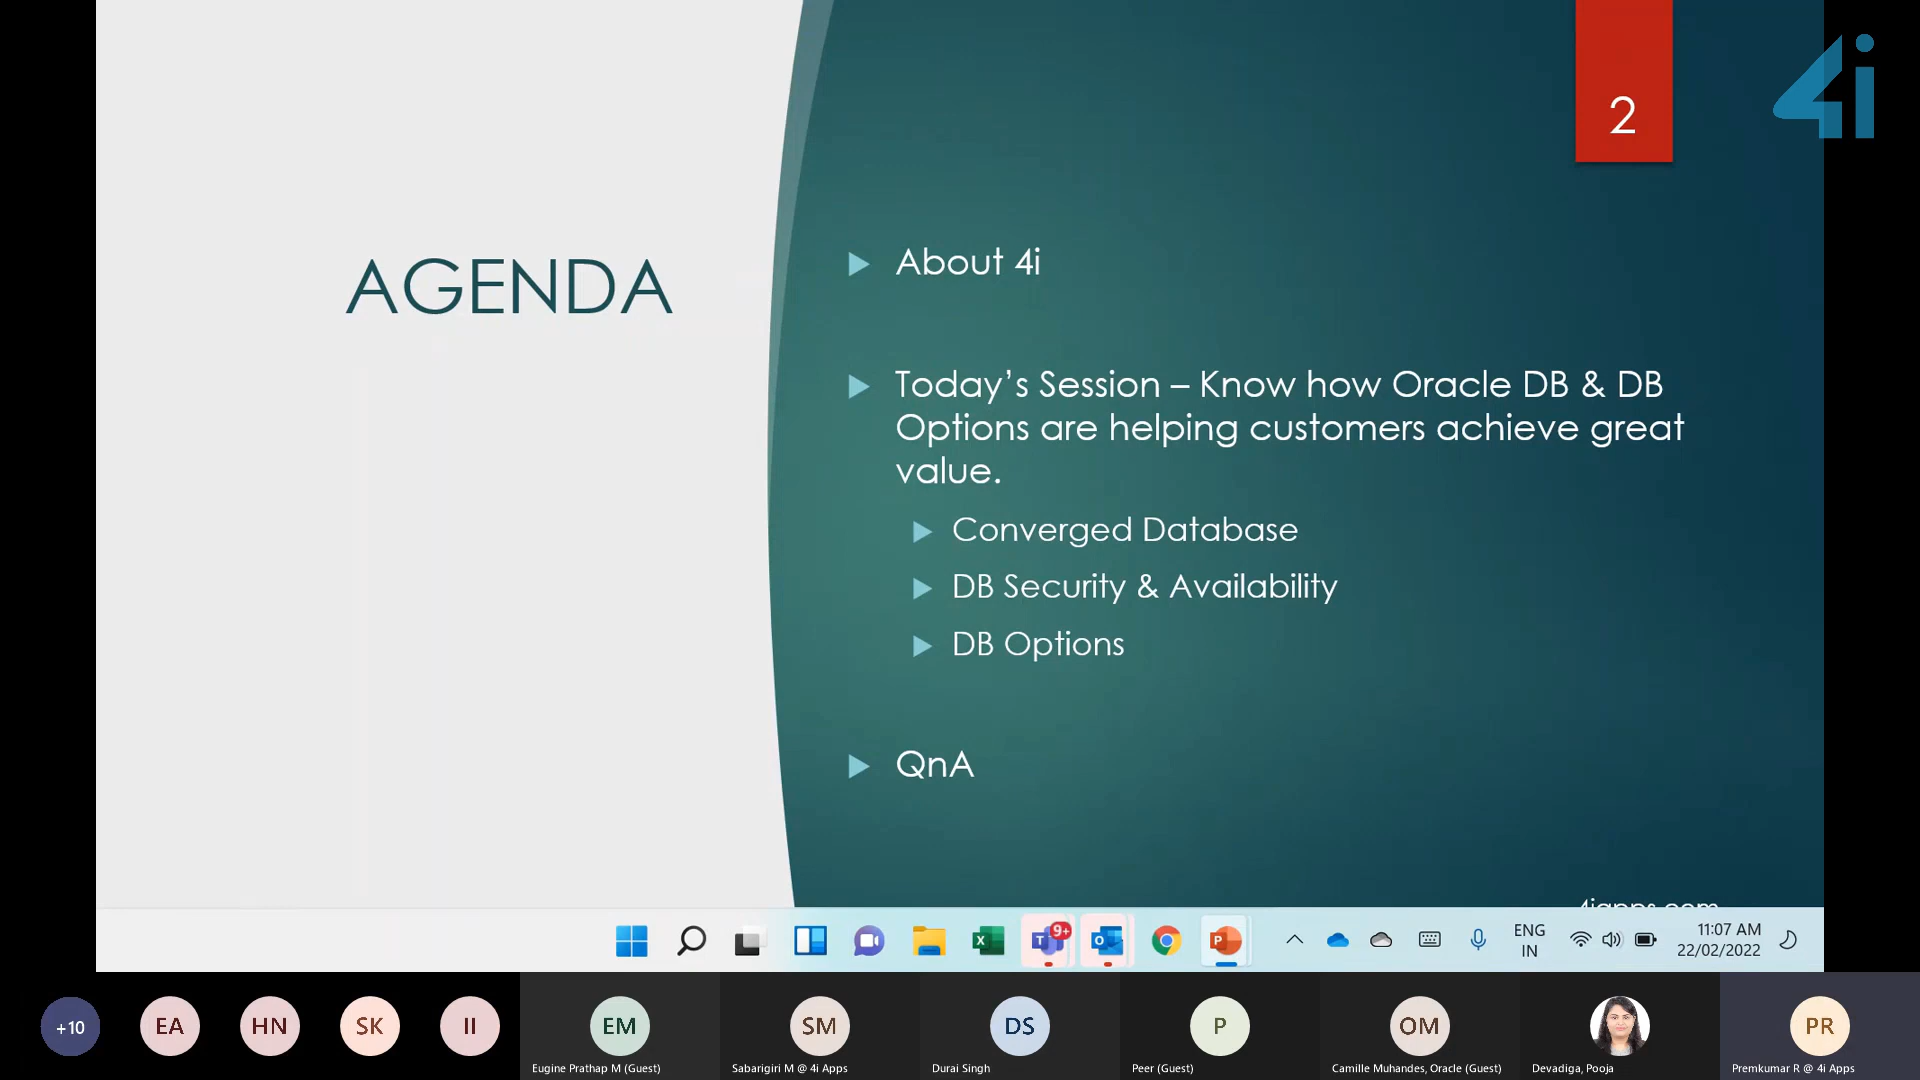 2
4i
AGENDA
About 4i
Today’s Session – Know how Oracle DB & DB
Options are helping customers achieve great
value.
Converged Database
DB Security & Availability
DB Options
QnA
4iapps.com
9+
ENG
IN
11:07 AM
22/02/2022
+10
EA
HN
SK
II
EM
SM
DS
P
OM
PR
Eugine Prathap M (Guest)
Sabarigiri M @ 4i Apps
Durai Singh
Peer (Guest)
Camille Muhandes, Oracle (Guest)
Devadiga, Pooja
Premkumar R @ 4i Apps